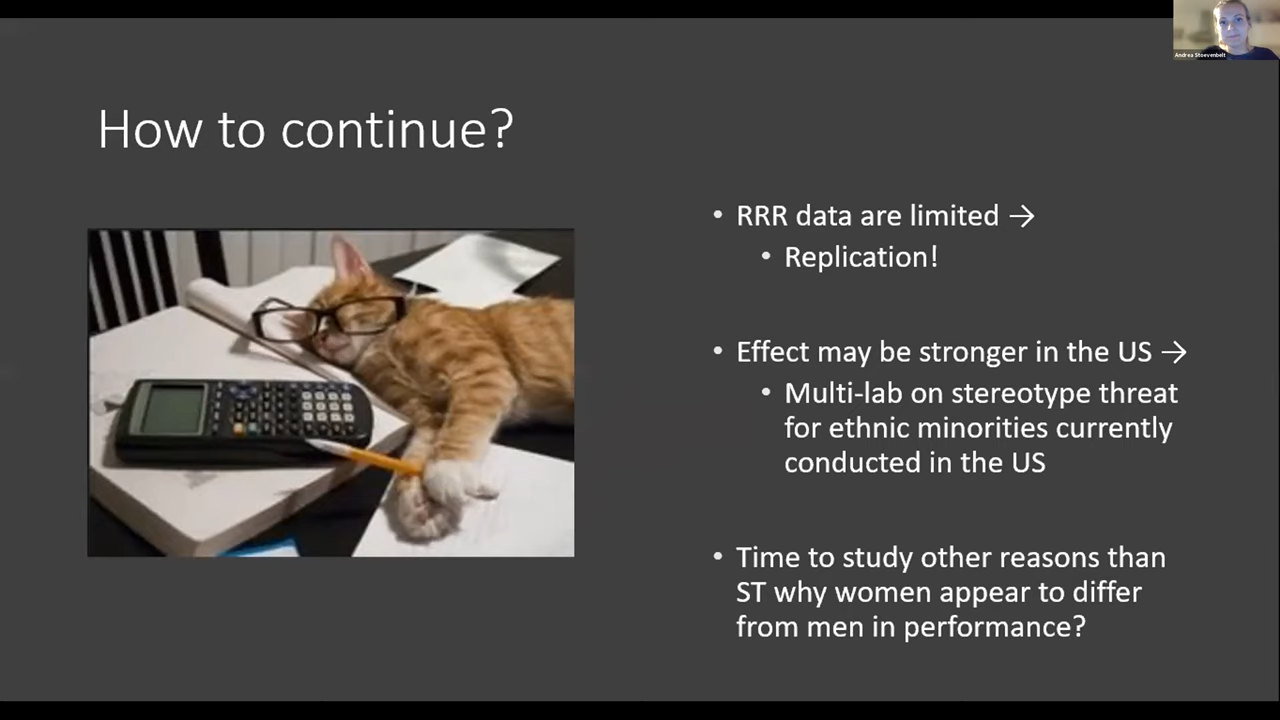 Andrea Stoevenbelt
How to continue?
• RRR data are limited →
• Replication!
• Effect may be stronger in the US →
• Multi-lab on stereotype threat
for ethnic minorities currently
conducted in the US
• Time to study other reasons than
ST why women appear to differ
from men in performance?